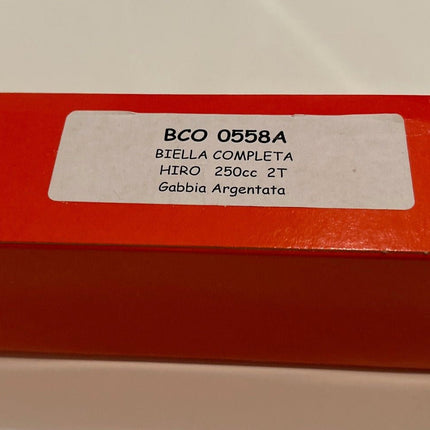 BCO 0558A
BIELLA COMPLETA
HIRO 250cc 2T
Gabbia Argentata